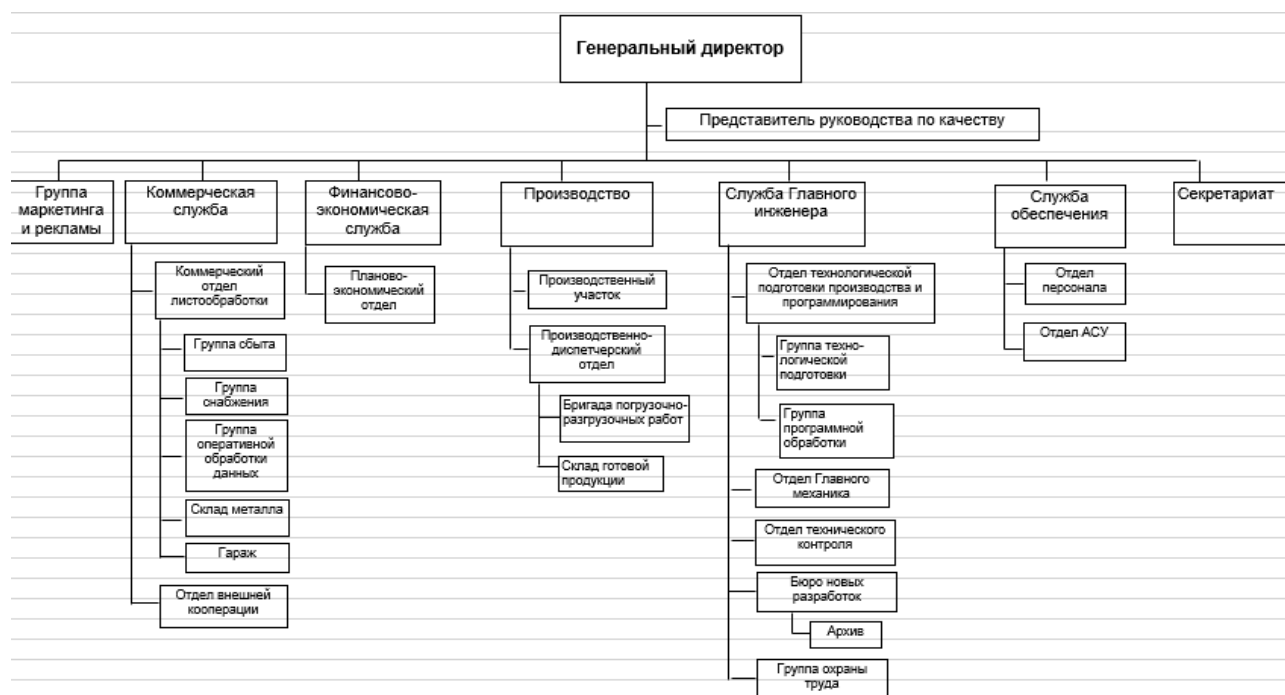 Генеральный директор
Представитель руководства по качеству
Группа
маркетинга
и рекламы
Коммерческая
служба
Финансово-
экономическая
служба
Производство
Служба Главного
инженера
Служба
обеспечения
Секретариат
Коммерческий
отдел
листообработки
Группа сбыта
Группа
снабжения
Группа
оперативной
обработки
данных
Склад металла
Гараж
Отдел внешней
кооперации
Планово-
экономический
отдел
Производственный
участок
Производственно-
диспетчерский
отдел
Бригада погрузочно-
разгрузочных работ
Склад готовой
продукции
Отдел технологической
подготовки производства и
программирования
Группа техно-
логической
подготовки
Группа
программной
обработки
Отдел Главного
механика
Отдел технического
контроля
Бюро новых
разработок
Архив
Группа охраны
труда
Отдел
персонала
Отдел АСУ